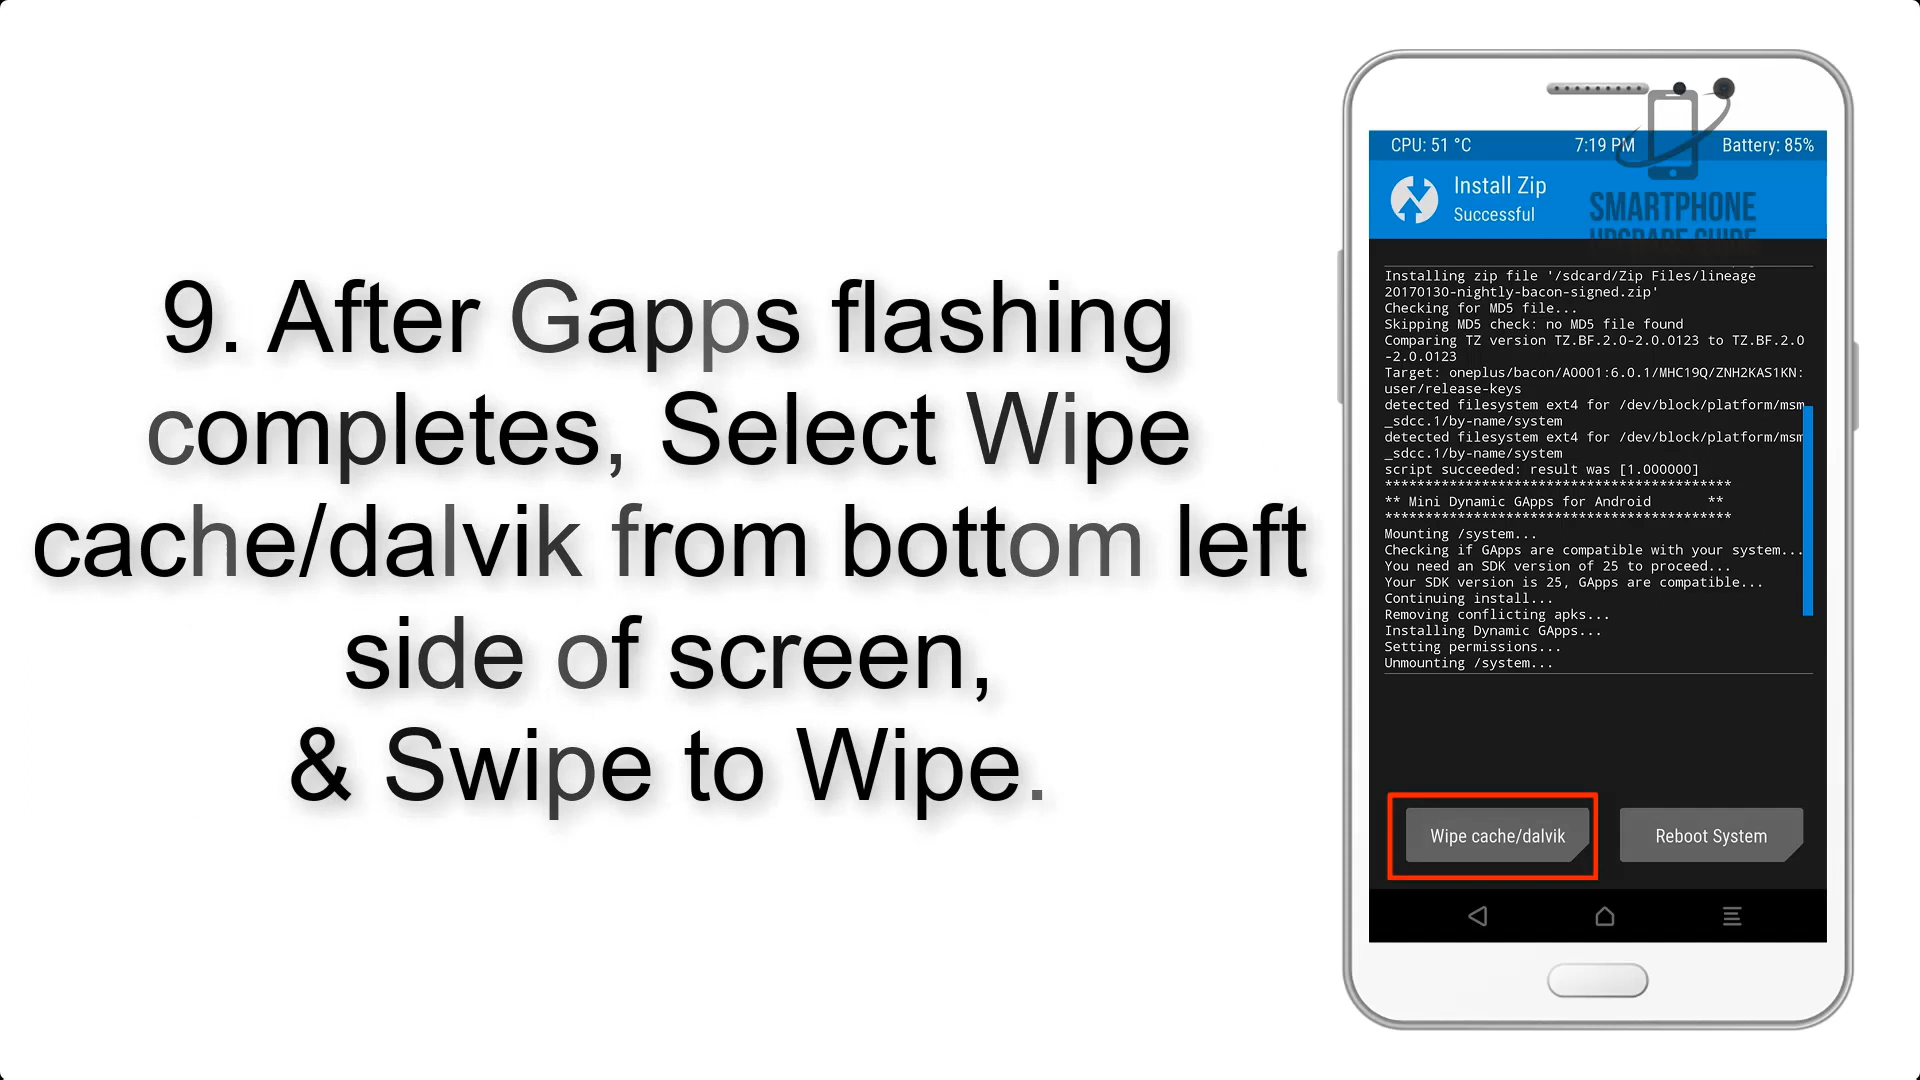 9. After Gapps flashing
completes, Select Wipe
cache/dalvik from bottom left
side of screen,
& Swipe to Wipe.
CPU: 51 °C 7:19 PM Battery: 85%
Install Zip
Successful
SMARTPHONE
UPGRADE GUIDE
Installing zip file '/sdcard/Zip Files/lineage
20170130-nightly-bacon-signed.zip'
Checking for MD5 file...
Skipping MD5 check: no MD5 file found
Comparing TZ version TZ.BF.2.0-2.0.0123 to TZ.BF.2.0
-2.0.0123
Target: oneplus/bacon/A0001:6.0.1/MHC19Q/ZNH2KAS1KN:
user/release-keys
detected filesystem ext4 for /dev/block/platform/msm
_sdcc.1/by-name/system
detected filesystem ext4 for /dev/block/platform/msm
_sdcc.1/by-name/system
script succeeded: result was [1.000000]
*******************************************
** Mini Dynamic GApps for Android       **
*******************************************
Mounting /system...
Checking if GApps are compatible with your system...
You need an SDK version of 25 to proceed...
Your SDK version is 25, GApps are compatible...
Continuing install...
Removing conflicting apks...
Installing Dynamic GApps...
Setting permissions...
Unmounting /system...
Wipe cache/dalvik Reboot System